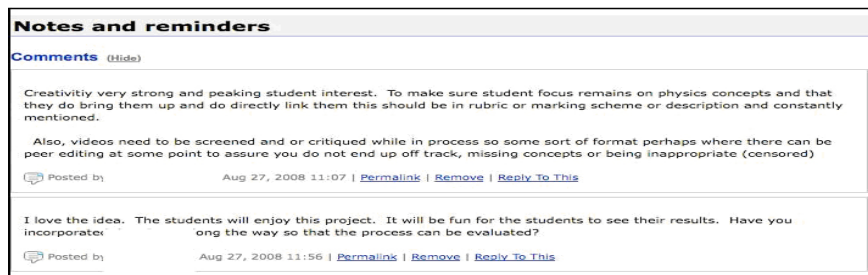 Notes and reminders
Comments (Hide)
Creativitiy very strong and peaking student interest. To make sure student focus remains on physics concepts and that
they do bring them up and do directly link them this should be in rubric or marking scheme or description and constantly
mentioned.
Also, videos need to be screened and or critiqued while in process so some sort of format perhaps where there can be
peer editing at some point to assure you do not end up off track, missing concepts or being inappropriate (censored)
Posted by Aug 27, 2008 11:07 | Permalink | Remove | Reply To This
I love the idea. The students will enjoy this project. It will be fun for the students to see their results. Have you
the way so that the process can be evaluated?
Posted by Aug 27, 2008 11:56 | Permalink | Remove | Reply To This